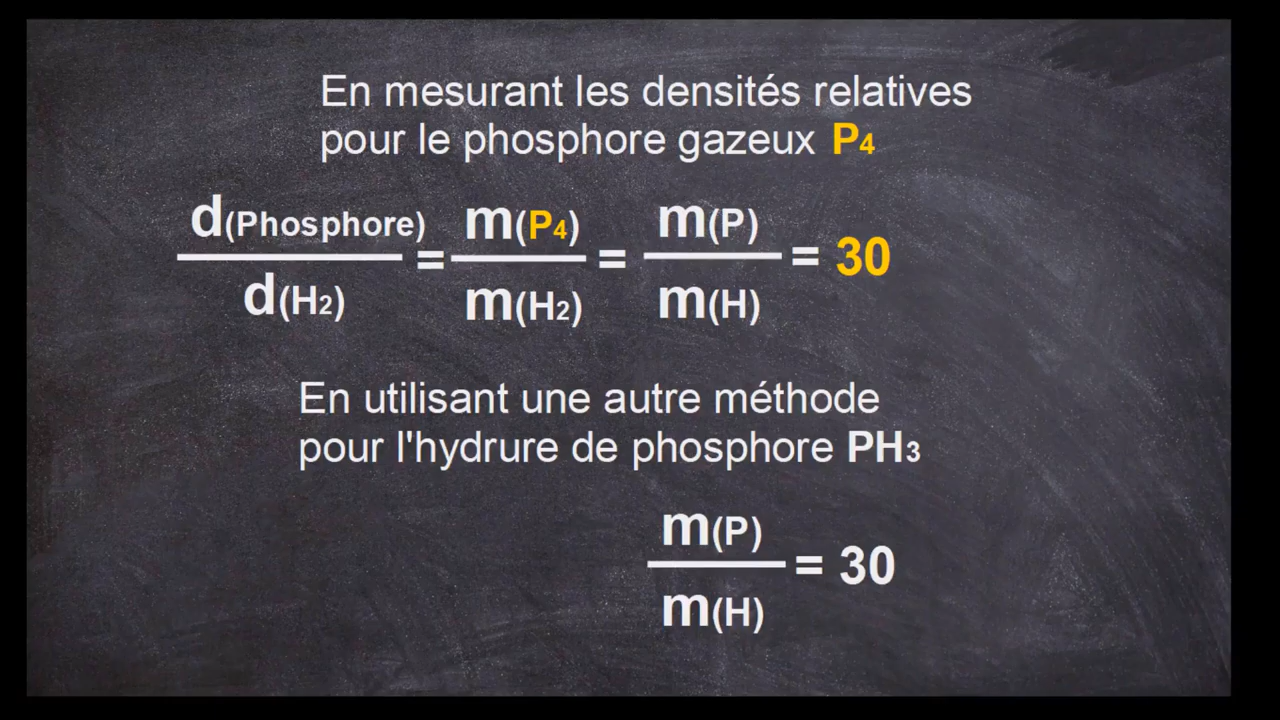 En mesurant les densités relatives
pour le phosphore gazeux P₄
d(Phosphore) / d(H₂) = m(P₄) / m(H₂) = m(P) / m(H) = 30
En utilisant une autre méthode
pour l'hydrure de phosphore PH₃
m(P) / m(H) = 30